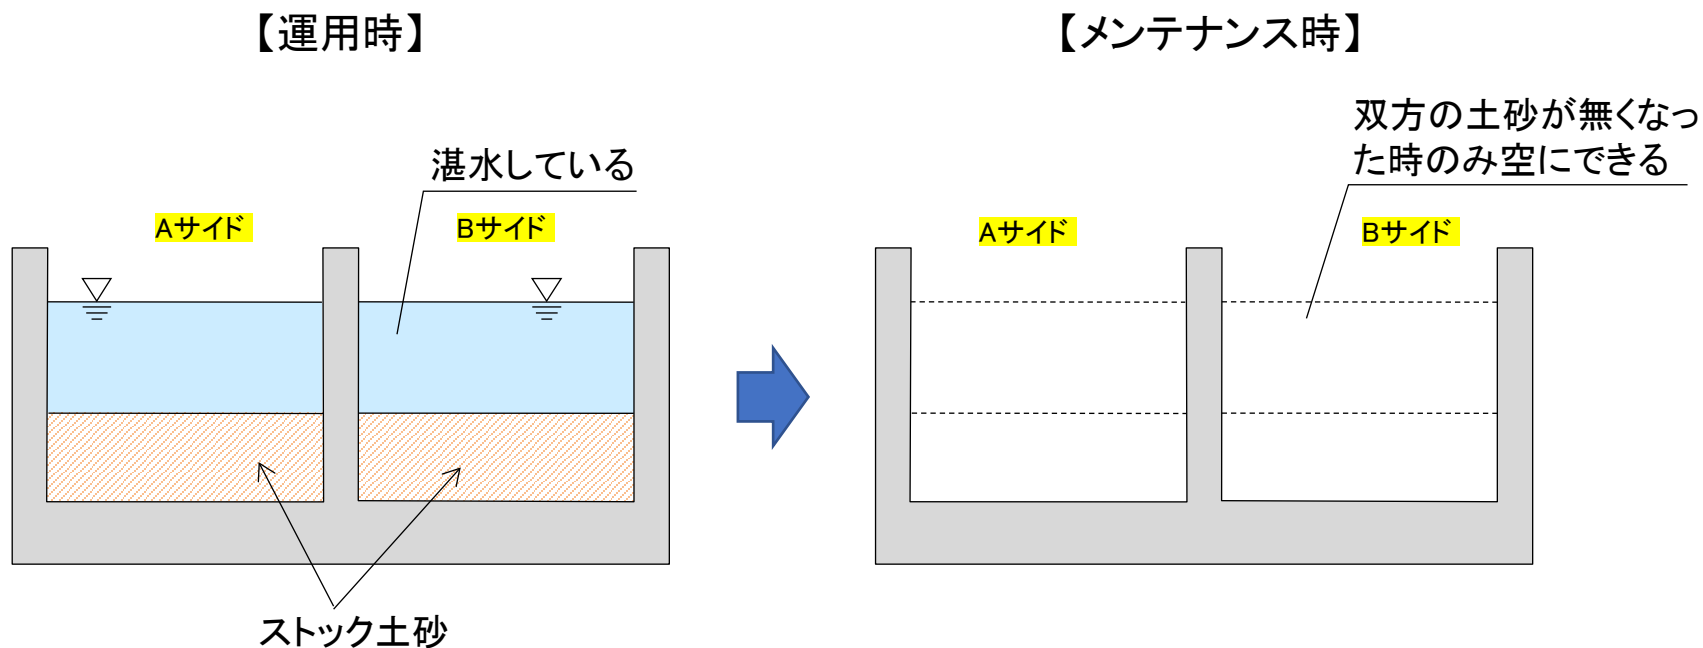 【運用時】
【メンテナンス時】
湛水している
双方の土砂が無くなっ
た時のみ空にできる
Aサイド
Bサイド
Aサイド
Bサイド
ストック土砂